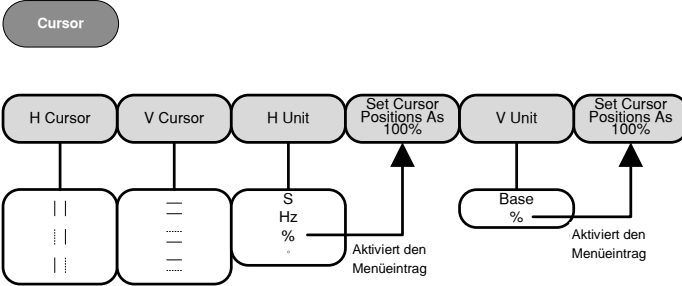 Cursor
H Cursor
V Cursor
H Unit
Set Cursor
Positions As
100%
V Unit
Set Cursor
Positions As
100%
S
Hz
%
°
Aktiviert den
Menüeintrag
Base
%
Aktiviert den
Menüeintrag